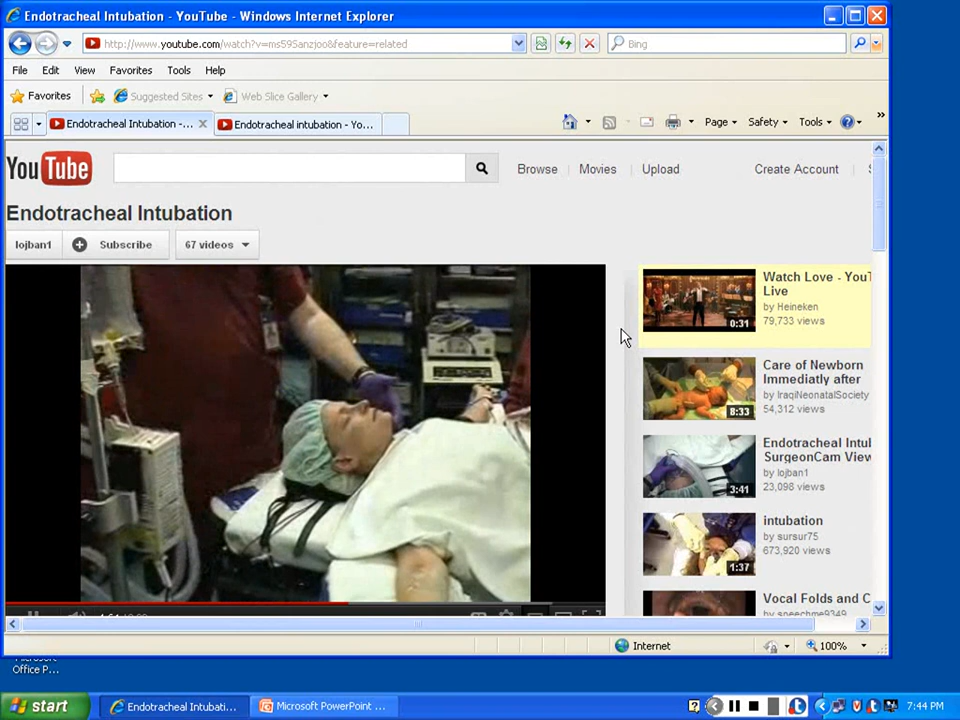 Endotracheal Intubation - YouTube - Windows Internet Explorer
http://www.youtube.com/watch?v=ms595anzjoo&feature=related
Bing
File Edit View Favorites Tools Help
Favorites Suggested Sites Web Slice Gallery
Endotracheal Intubation -... Endotracheal intubation - Yo...
Page Safety Tools »
YouTube Browse Movies Upload Create Account
Endotracheal Intubation
lojban1 Subscribe 67 videos
Watch Love - YouT
Live
by Heineken
79,733 views
0:31
Care of Newborn
Immediatly after
by IraqiNeonatalSociety
54,312 views
8:33
Endotracheal Intul
SurgeonCam View
by lojban1
23,098 views
3:41
intubation
by sursur75
673,920 views
1:37
Vocal Folds and C
by speechme9349
Internet 100%
Microsoft
Office P...
start Endotracheal Intubati... Microsoft PowerPoint ... 7:44 PM